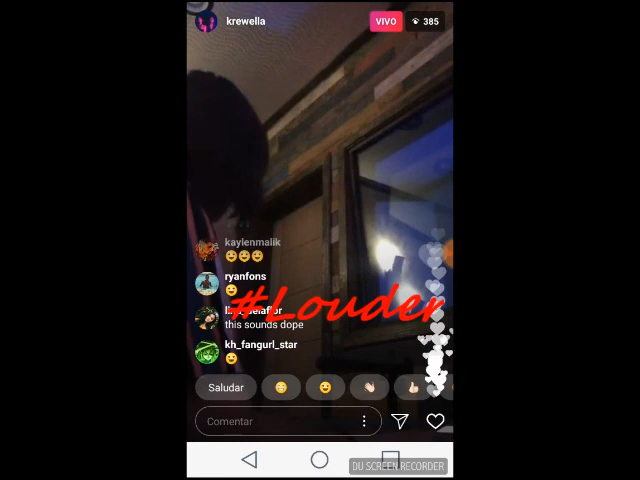 krewella
VIVO
385
kaylenmalik
ryanfons
#Louder
this sounds dope
kh_fangurl_star
Saludar
Comentar
DU SCREEN RECORDER